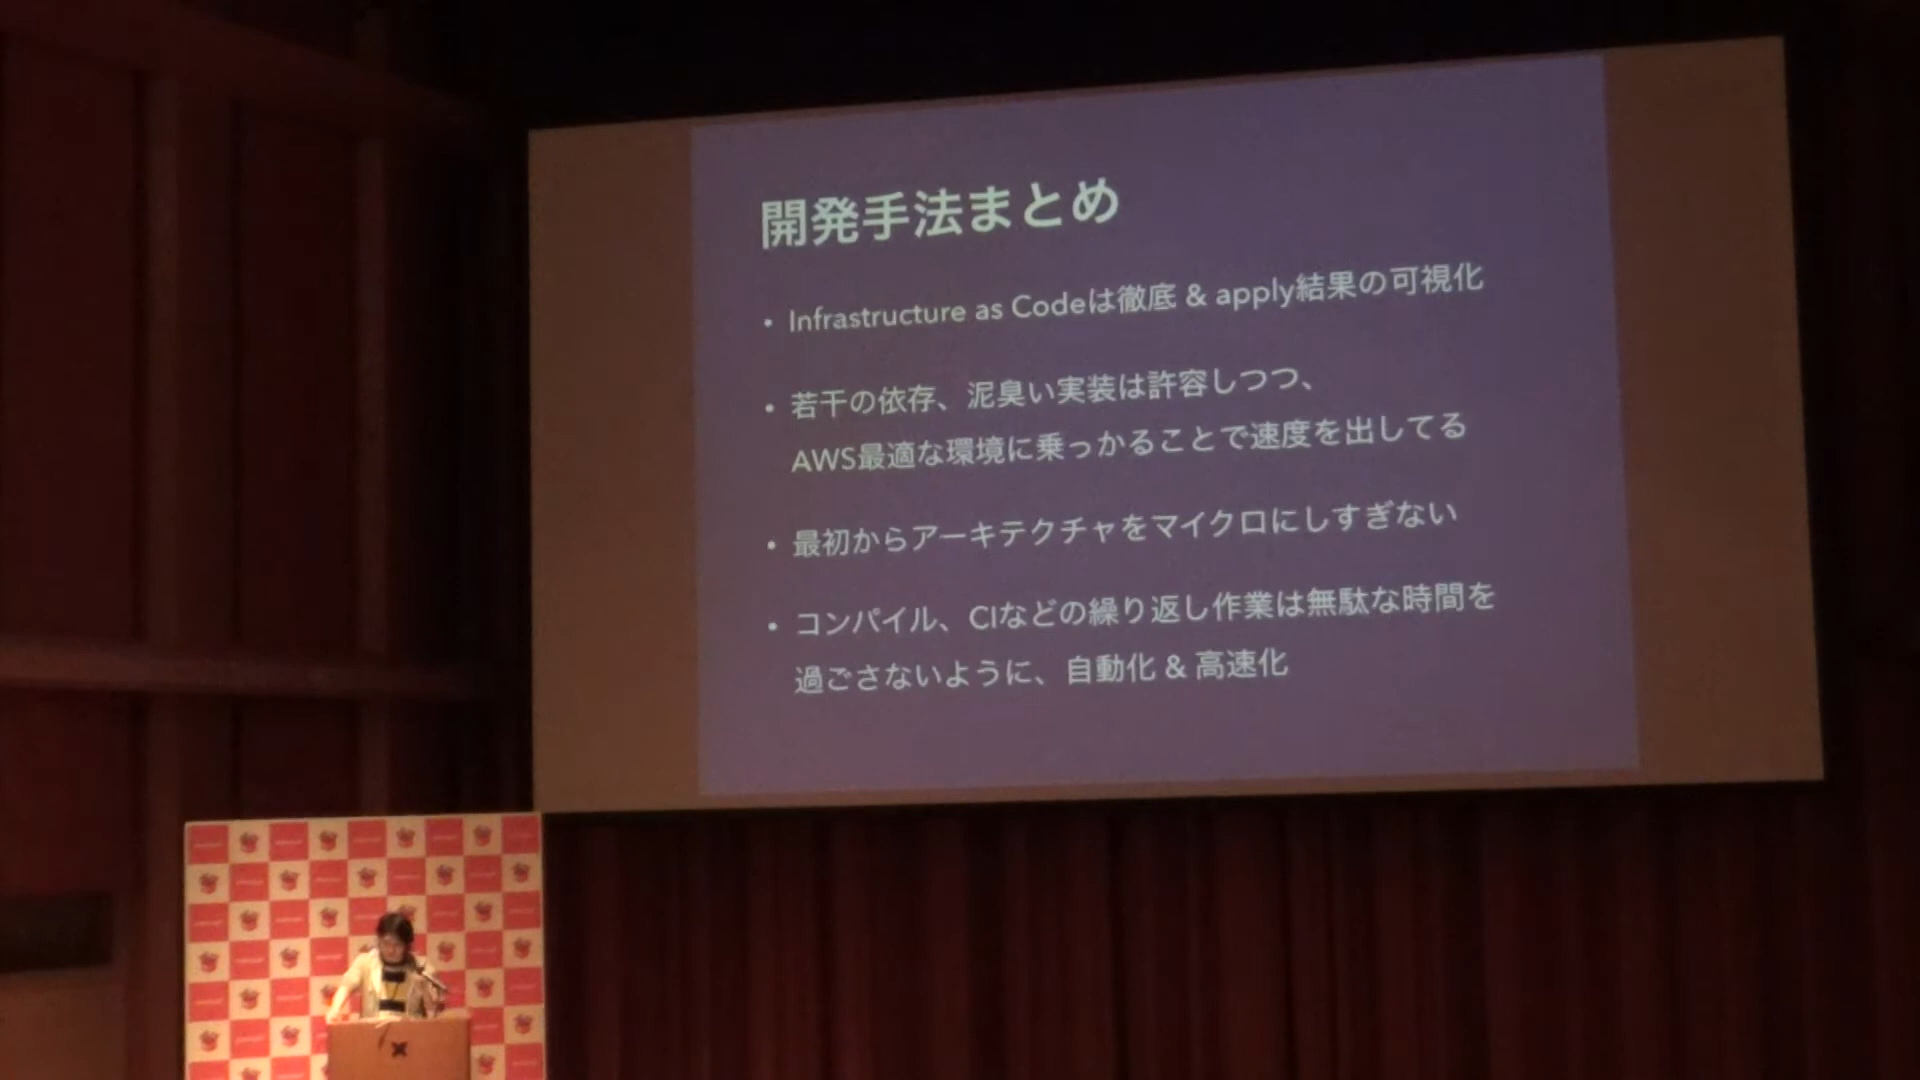 開発手法まとめ
• Infrastructure as Codeは徹底 & apply結果の可視化
• 若干の依存、泥臭い実装は許容しつつ、
AWS最適な環境に乗っかることで速度を出してる
• 最初からアーキテクチャをマイクロにしすぎない
• コンパイル、CIなどの繰り返し作業は無駄な時間を
過ごさないように、自動化 & 高速化